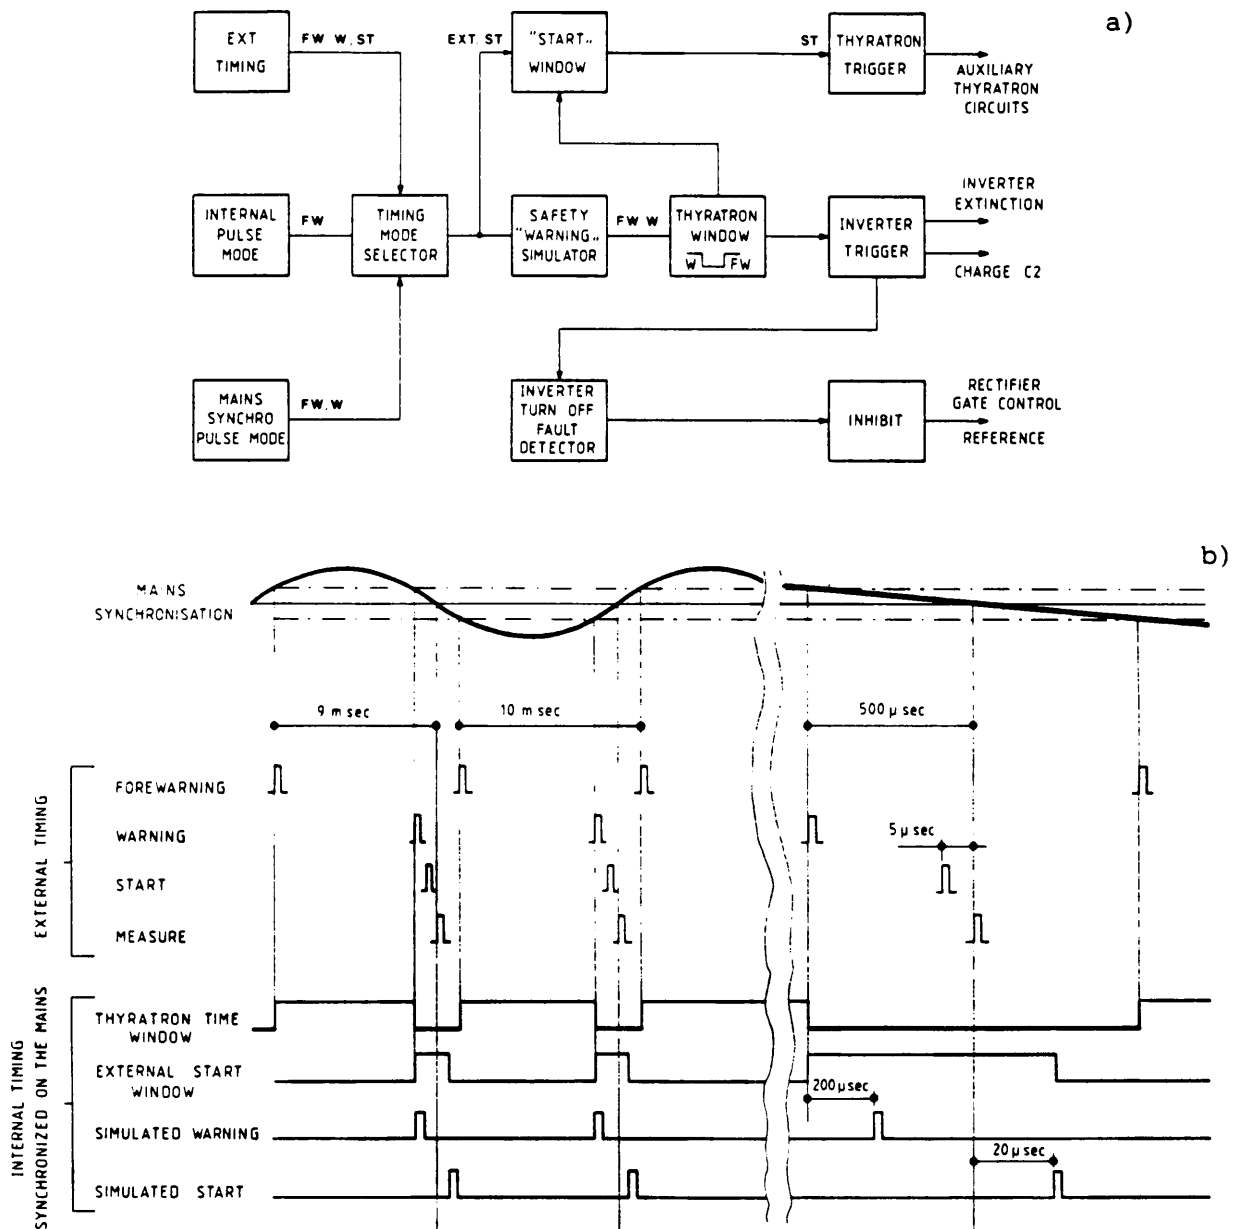 a)
EXT
TIMING
FW W, ST
EXT. ST
"START"
WINDOW
ST
THYRATRON
TRIGGER
AUXILIARY
THYRATRON
CIRCUITS
INTERNAL
PULSE
MODE
FW
TIMING
MODE
SELECTOR
SAFETY
"WARNING"
SIMULATOR
FW W
THYRATRON
WINDOW
W FW
INVERTER
TRIGGER
INVERTER
EXTINCTION
CHARGE C2
MAINS
SYNCHRO
PULSE MODE
FW, W
INVERTER
TURN OFF
FAULT
DETECTOR
INHIBIT
RECTIFIER
GATE CONTROL
REFERENCE
b)
MAINS
SYNCHRONISATION
9 m sec
10 m sec
500 µ sec
EXTERNAL TIMING
FOREWARNING
WARNING
5 µ sec
START
MEASURE
INTERNAL TIMING
SYNCHRONIZED ON THE MAINS
THYRATRON TIME
WINDOW
EXTERNAL START
WINDOW
200 µ sec
SIMULATED WARNING
20 µ sec
SIMULATED START